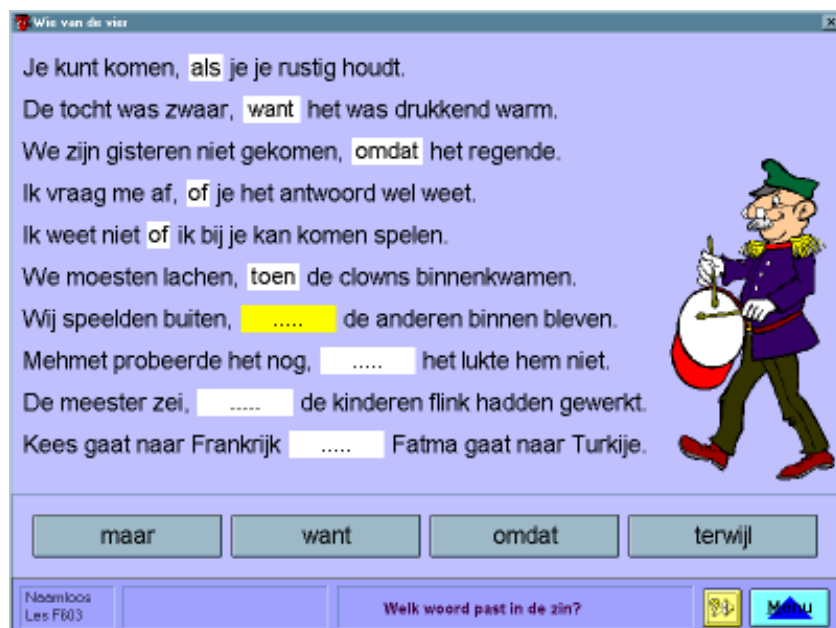 Wie van de vier
Je kunt komen, als je je rustig houdt.
De tocht was zwaar, want het was drukkend warm.
We zijn gisteren niet gekomen, omdat het regende.
Ik vraag me af, of je het antwoord wel weet.
Ik weet niet of ik bij je kan komen spelen.
We moesten lachen, toen de clowns binnenkwamen.
Wij speelden buiten, ..... de anderen binnen bleven.
Mehmet probeerde het nog, ..... het lukte hem niet.
De meester zei, ..... de kinderen flink hadden gewerkt.
Kees gaat naar Frankrijk ..... Fatma gaat naar Turkije.
maar want omdat terwijl
Naamloos
Les F603
Welk woord past in de zin?
Menu